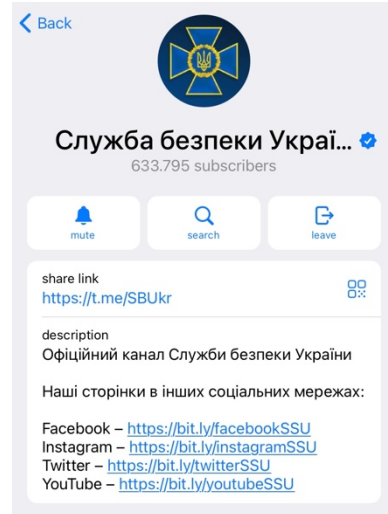 Back
Служба безпеки Украї...
633.795 subscribers
mute
search
leave
share link
https://t.me/SBUkr
description
Офіційний канал Служби безпеки України
Наші сторінки в інших соціальних мережах:
Facebook – https://bit.ly/facebookSSU
Instagram – https://bit.ly/instagramSSU
Twitter – https://bit.ly/twitterSSU
YouTube – https://bit.ly/youtubeSSU